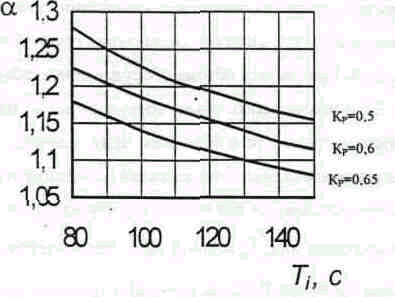 α 1,3
1,25
1,2
1,15
1,1
1,05
Kₚ=0.5
Kₚ=0,6
Kₚ=0.65
80 100 120 140
Tᵢ, c